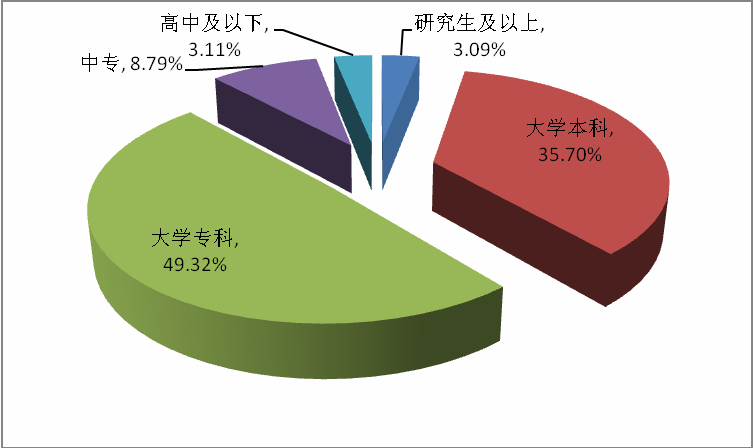 高中及以下,
3.11%
研究生及以上,
3.09%
中专, 8.79%
大学本科,
35.70%
大学专科,
49.32%